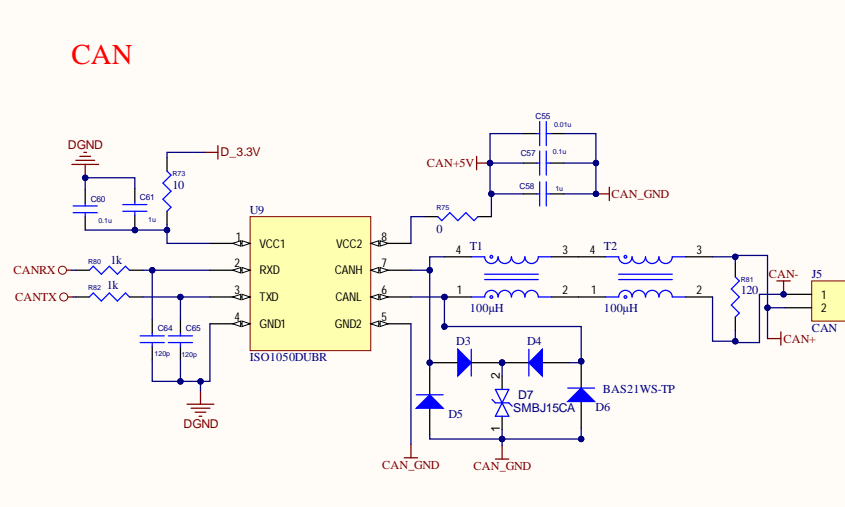 CAN
DGND
D_3.3V
C60
0.1u
C61
1u
R73
10
C55
0.01u
C57
0.1u
C58
1u
CAN+5V
CAN_GND
R75
0
U9
1
VCC1
VCC2
8
2
RXD
CANH
7
3
TXD
CANL
6
4
GND1
GND2
5
ISO1050DUBR
CANRX
R80
1k
CANTX
R82
1k
C64
120p
C65
120p
DGND
4
T1
3
4
T2
3
1
2
1
2
100μH
100μH
R81
120
CAN-
J5
1
2
CAN
CAN+
D3
D4
D5
2
D7
SMBJ15CA
1
BAS21WS-TP
D6
CAN_GND
CAN_GND